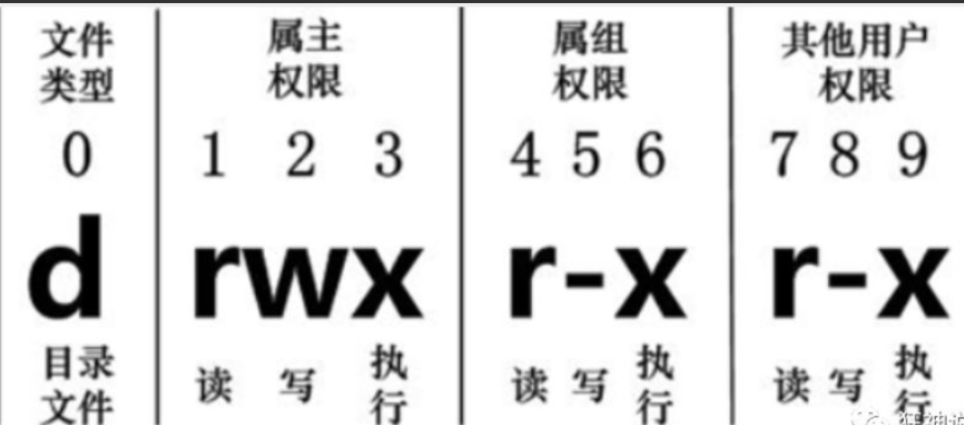 文件 属主 属组 其他用户
类型 权限 权限 权限
0 1 2 3 4 5 6 7 8 9
d rwx r-x r-x
目录文件 读 写 执行 读 写 执行 读 写 执行